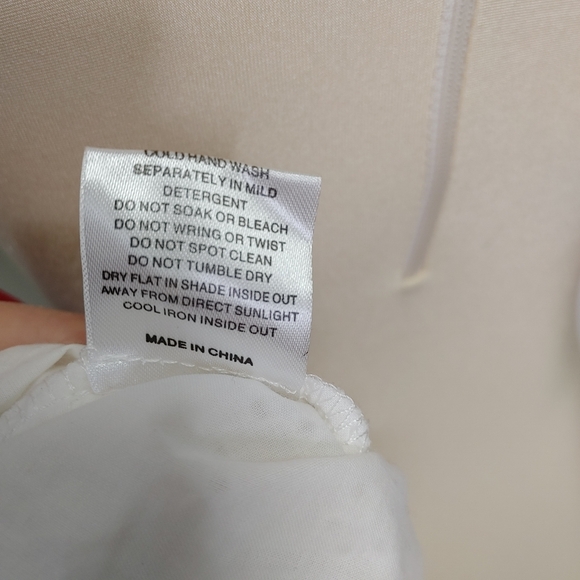 COLD HAND WASH
SEPARATELY IN MILD
DETERGENT
DO NOT SOAK OR BLEACH
DO NOT WRING OR TWIST
DO NOT SPOT CLEAN
DO NOT TUMBLE DRY
DRY FLAT IN SHADE INSIDE OUT
AWAY FROM DIRECT SUNLIGHT
COOL IRON INSIDE OUT
MADE IN CHINA